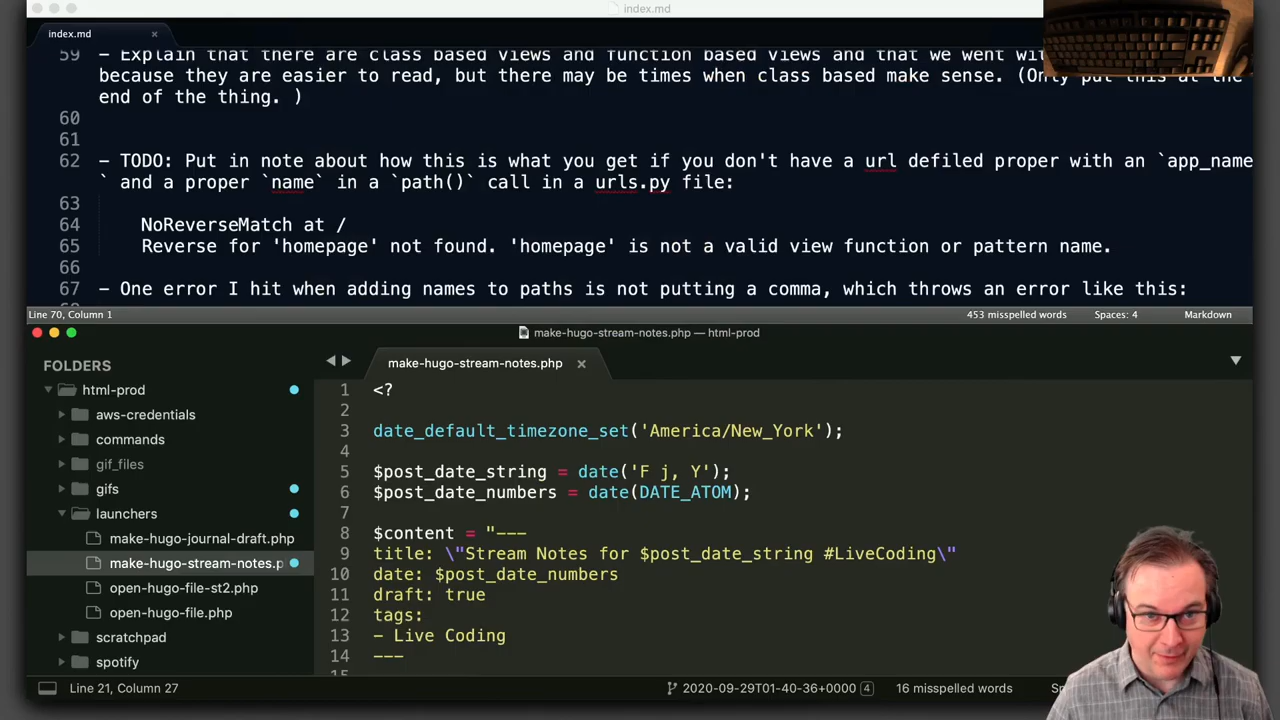 index.md
index.md
59 - Explain that there are class based views and function based views and that we went wi
because they are easier to read, but there may be times when class based make sense. (Only put this at the
end of the thing. )
60
61
62 - TODO: Put in note about how this is what you get if you don't have a url defiled proper with an `app_name
` and a proper `name` in a `path()` call in a urls.py file:
63
64 NoReverseMatch at /
65 Reverse for 'homepage' not found. 'homepage' is not a valid view function or pattern name.
66
67 - One error I hit when adding names to paths is not putting a comma, which throws an error like this:
Line 70, Column 1 453 misspelled words Spaces: 4 Markdown
make-hugo-stream-notes.php — html-prod
FOLDERS
html-prod
aws-credentials
commands
gif_files
gifs
launchers
make-hugo-journal-draft.php
make-hugo-stream-notes.p
open-hugo-file-st2.php
open-hugo-file.php
scratchpad
spotify
make-hugo-stream-notes.php
1 <?
2
3 date_default_timezone_set('America/New_York');
4
5 $post_date_string = date('F j, Y');
6 $post_date_numbers = date(DATE_ATOM);
7
8 $content = "---
9 title: \"Stream Notes for $post_date_string #LiveCoding\"
10 date: $post_date_numbers
11 draft: true
12 tags:
13 - Live Coding
14 ---
Line 21, Column 27 2020-09-29T01-40-36+0000 4 16 misspelled words Sp